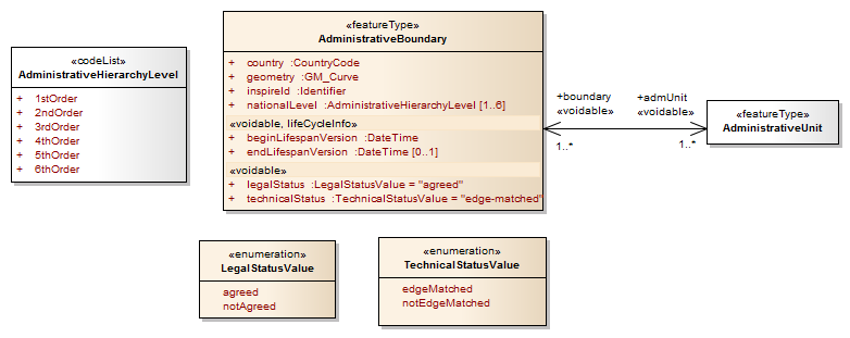 «codeList»
AdministrativeHierarchyLevel
+ 1stOrder
+ 2ndOrder
+ 3rdOrder
+ 4thOrder
+ 5thOrder
+ 6thOrder
«featureType»
AdministrativeBoundary
+ country :CountryCode
+ geometry :GM_Curve
+ inspireId :Identifier
+ nationalLevel :AdministrativeHierarchyLevel [1..6]
«voidable, lifeCycleInfo»
+ beginLifespanVersion :DateTime
+ endLifespanVersion :DateTime [0..1]
«voidable»
+ legalStatus :LegalStatusValue = "agreed"
+ technicalStatus :TechnicalStatusValue = "edge-matched"
+boundary
«voidable»
1..*
+admUnit
«voidable»
1..*
«featureType»
AdministrativeUnit
«enumeration»
LegalStatusValue
agreed
notAgreed
«enumeration»
TechnicalStatusValue
edgeMatched
notEdgeMatched